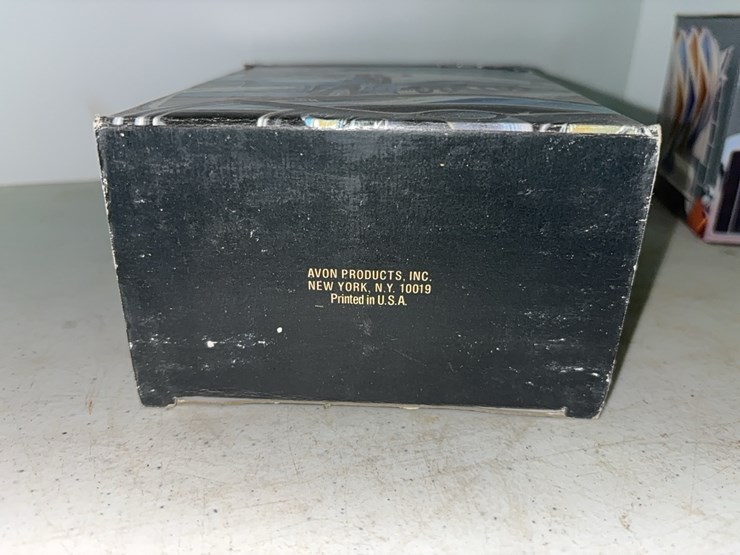 AVON PRODUCTS, INC.
NEW YORK, N.Y. 10019
Printed in U.S.A.